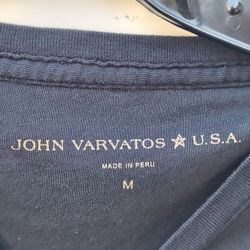 JOHN VARVATOS ★ U.S.A.
MADE IN PERU
M